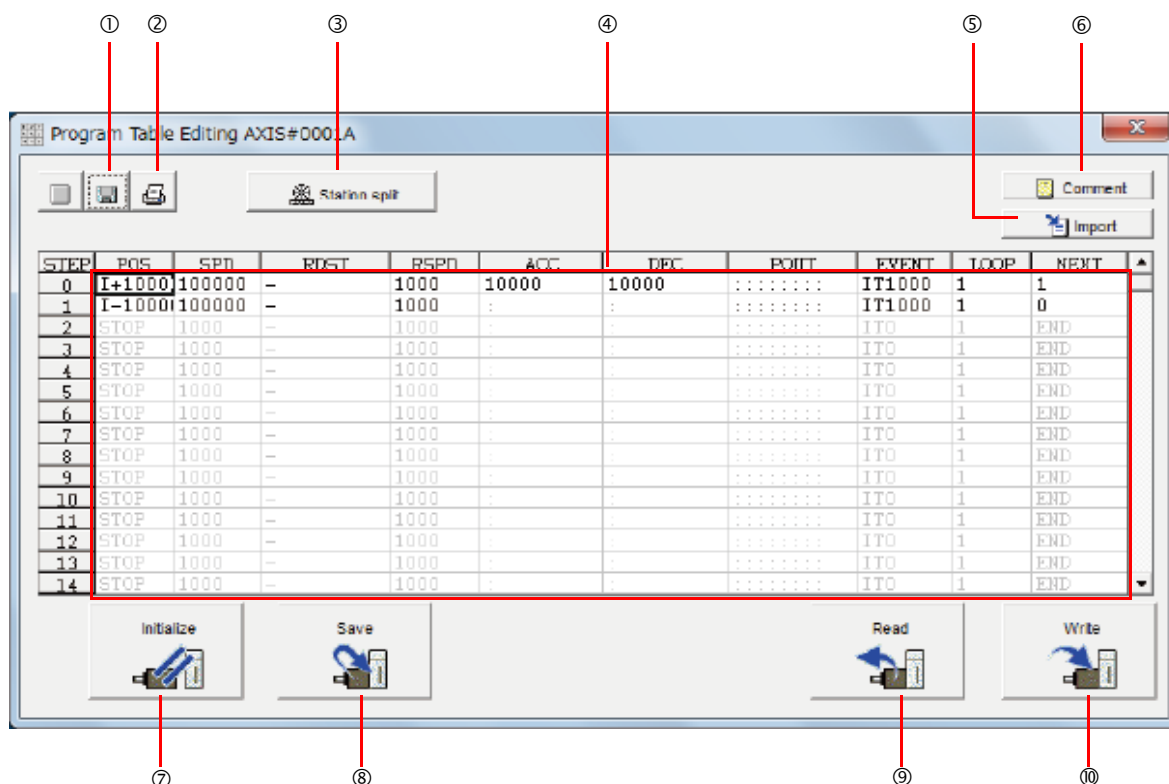 ① ② ③ ④ ⑤ ⑥
Program Table Editing AXIS#0001A
Station split
Comment
Import
STEP POS SPD RDST RSPD ACC DEC POUT EVENT LOOP NEXT
0 I+1000 100000 - 1000 10000 10000 :::::::: IT1000 1 1
1 I-1000 100000 - 1000 : : :::::::: IT1000 1 0
2 STOP 1000 - 1000 : : :::::::: IT0 1 END
3 STOP 1000 - 1000 : : :::::::: IT0 1 END
4 STOP 1000 - 1000 : : :::::::: IT0 1 END
5 STOP 1000 - 1000 : : :::::::: IT0 1 END
6 STOP 1000 - 1000 : : :::::::: IT0 1 END
7 STOP 1000 - 1000 : : :::::::: IT0 1 END
8 STOP 1000 - 1000 : : :::::::: IT0 1 END
9 STOP 1000 - 1000 : : :::::::: IT0 1 END
10 STOP 1000 - 1000 : : :::::::: IT0 1 END
11 STOP 1000 - 1000 : : :::::::: IT0 1 END
12 STOP 1000 - 1000 : : :::::::: IT0 1 END
13 STOP 1000 - 1000 : : :::::::: IT0 1 END
14 STOP 1000 - 1000 : : :::::::: IT0 1 END
Initialize Save Read Write
⑦ ⑧ ⑨ ⑩